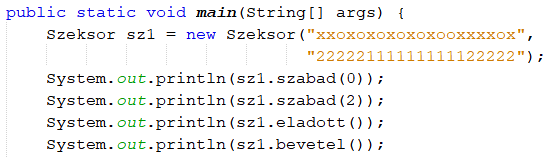 public static void main(String[] args) {
    Szeksor sz1 = new Szeksor("xxoxoxoxoxoxooxxxxox",
                              "22222111111111122222");
    System.out.println(sz1.szabad(0));
    System.out.println(sz1.szabad(2));
    System.out.println(sz1.eladott());
    System.out.println(sz1.bevetel());